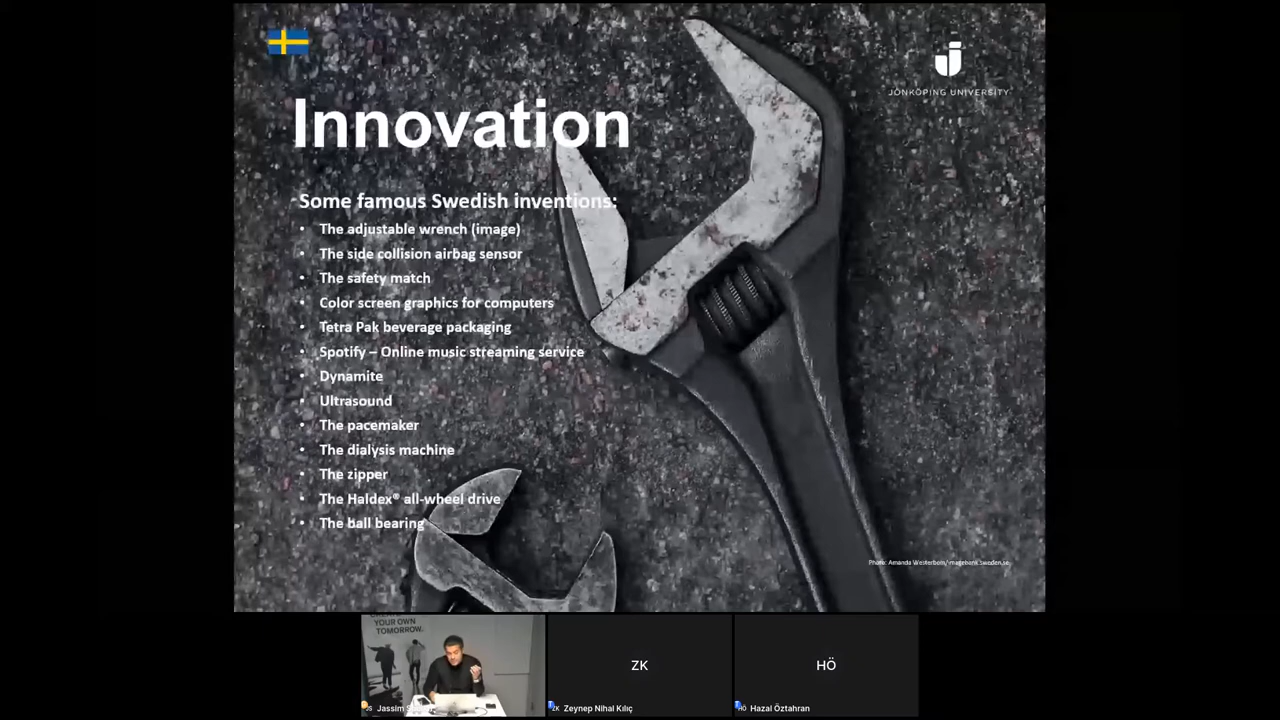 JÖNKÖPING UNIVERSITY
Innovation
Some famous Swedish inventions:
• The adjustable wrench (image)
• The side collision airbag sensor
• The safety match
• Color screen graphics for computers
• Tetra Pak beverage packaging
• Spotify – Online music streaming service
• Dynamite
• Ultrasound
• The pacemaker
• The dialysis machine
• The zipper
• The Haldex® all-wheel drive
• The ball bearing
Photo: Amanda Westerbom/imagebank.sweden.se
YOUR OWN
TOMORROW.
JS Jassim
ZK
ZK Zeynep Nihal Kılıç
HÖ
HÖ Hazal Öztahran